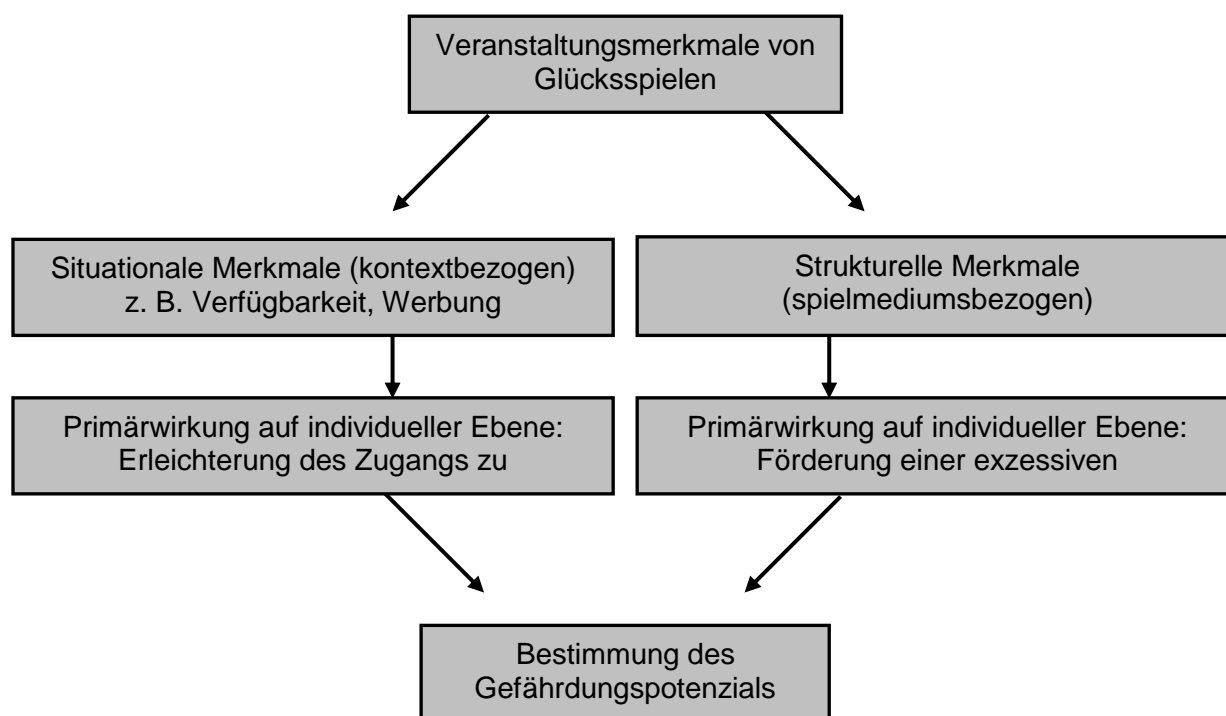 Veranstaltungsmerkmale von
Glücksspielen
Situationale Merkmale (kontextbezogen)
z. B. Verfügbarkeit, Werbung
Strukturelle Merkmale
(spielmediumsbezogen)
Primärwirkung auf individueller Ebene:
Erleichterung des Zugangs zu
Primärwirkung auf individueller Ebene:
Förderung einer exzessiven
Bestimmung des
Gefährdungspotenzials